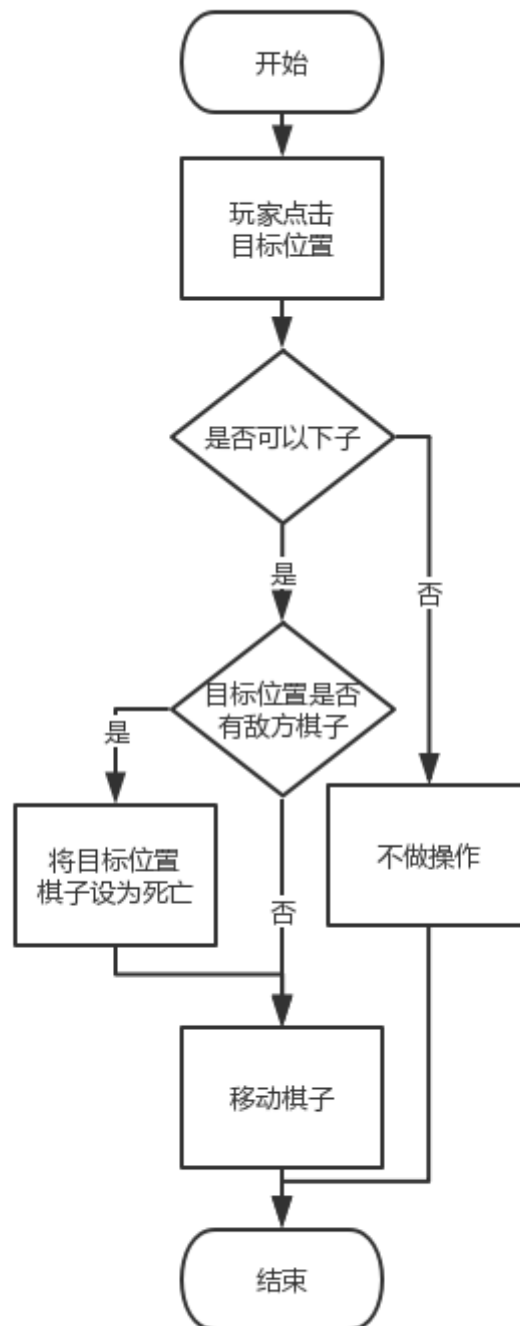 开始
玩家点击
目标位置
是否可以下子
是
否
目标位置是否
有敌方棋子
是
将目标位置
棋子设为死亡
不做操作
否
移动棋子
结束